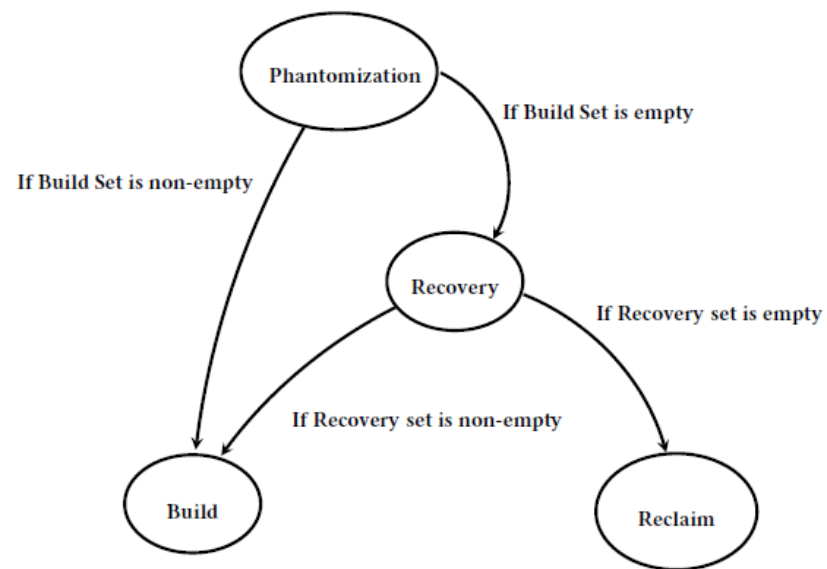 Phantomization
If Build Set is empty
If Build Set is non-empty
Recovery
If Recovery set is empty
If Recovery set is non-empty
Build
Reclaim